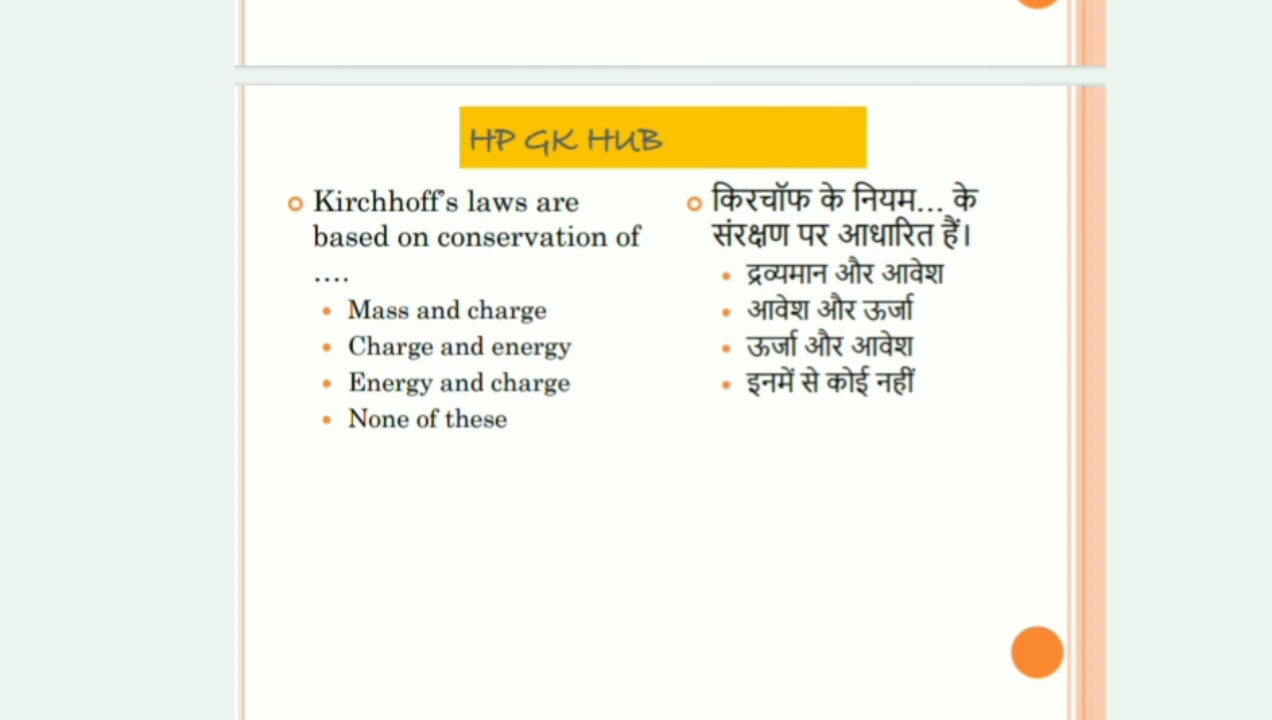 HP GK HUB
Kirchhoff's laws are
based on conservation of
....
Mass and charge
Charge and energy
Energy and charge
None of these
किरचॉफ के नियम... के
संरक्षण पर आधारित हैं।
द्रव्यमान और आवेश
आवेश और ऊर्जा
ऊर्जा और आवेश
इनमें से कोई नहीं